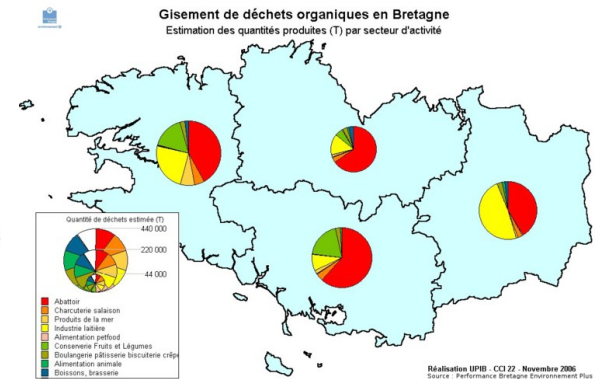 Gisement de déchets organiques en Bretagne
Estimation des quantités produites (T) par secteur d'activité
Quantité de déchets estimée (T)
440 000
220 000
44 000
Abattoir
Charcuterie salaison
Produits de la mer
Industrie laitière
Alimentation petfood
Conserverie Fruits et Légumes
Boulangerie pâtisserie biscuiterie crêpe
Alimentation animale
Boissons, brasserie
Réalisation UPIB - CCI 22 - Novembre 2006
Source : Performance Bretagne Environnement Plus